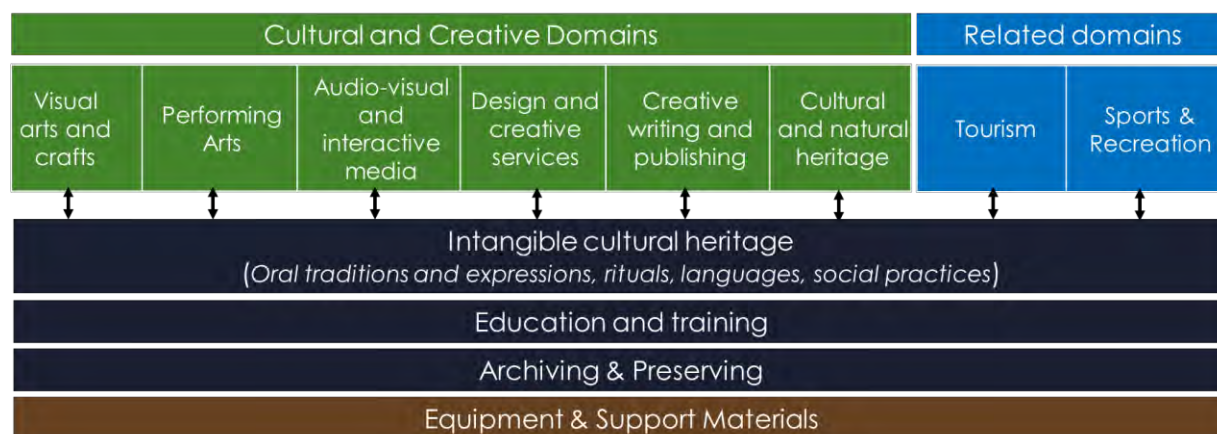 Cultural and Creative Domains
Related domains
Visual
arts and
crafts
Performing
Arts
Audio-visual
and
interactive
media
Design and
creative
services
Creative
writing and
publishing
Cultural
and natural
heritage
Tourism
Sports &
Recreation
Intangible cultural heritage
(Oral traditions and expressions, rituals, languages, social practices)
Education and training
Archiving & Preserving
Equipment & Support Materials